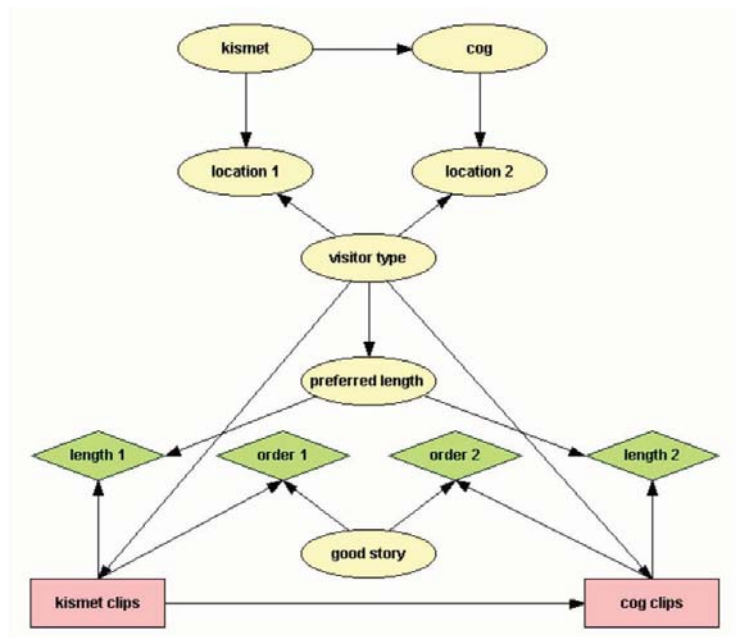 kismet
cog
location 1
location 2
visitor type
preferred length
length 1
order 1
order 2
length 2
good story
kismet clips
cog clips